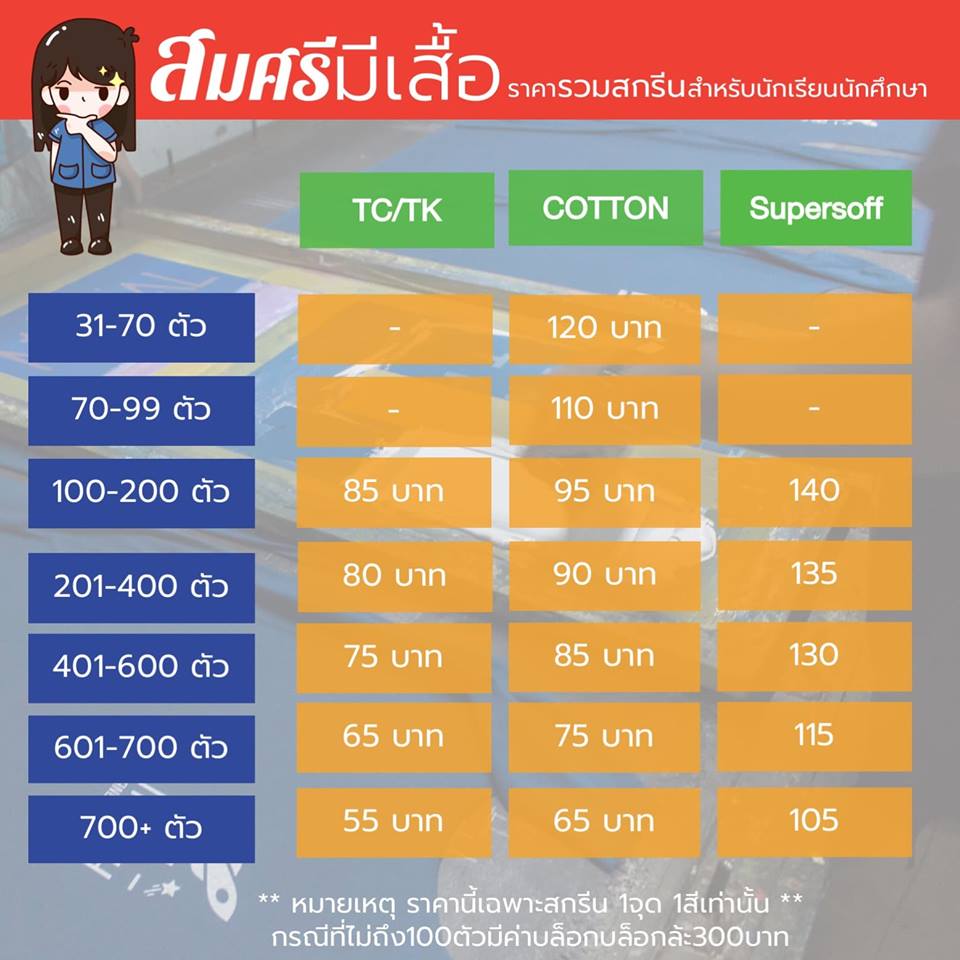 สมศรีมีเสื้อ ราคารวมสกรีนสำหรับนักเรียนนักศึกษา
TC/TK COTTON Supersoff
31-70 ตัว - 120 บาท -
70-99 ตัว - 110 บาท -
100-200 ตัว 85 บาท 95 บาท 140
201-400 ตัว 80 บาท 90 บาท 135
401-600 ตัว 75 บาท 85 บาท 130
601-700 ตัว 65 บาท 75 บาท 115
700+ ตัว 55 บาท 65 บาท 105
** หมายเหตุ ราคานี้เฉพาะสกรีน 1จุด 1สีเท่านั้น **
กรณีที่ไม่ถึง100ตัวมีค่าบล็อกบล็อกล้ะ300บาท